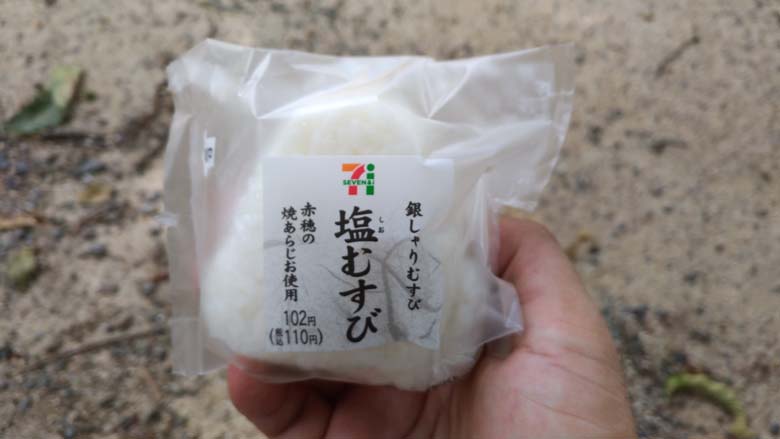 7i
SEVEN & i
銀しゃりむすび
しお
塩むすび
赤穂の
焼あらじお使用
102円
(税込110円)